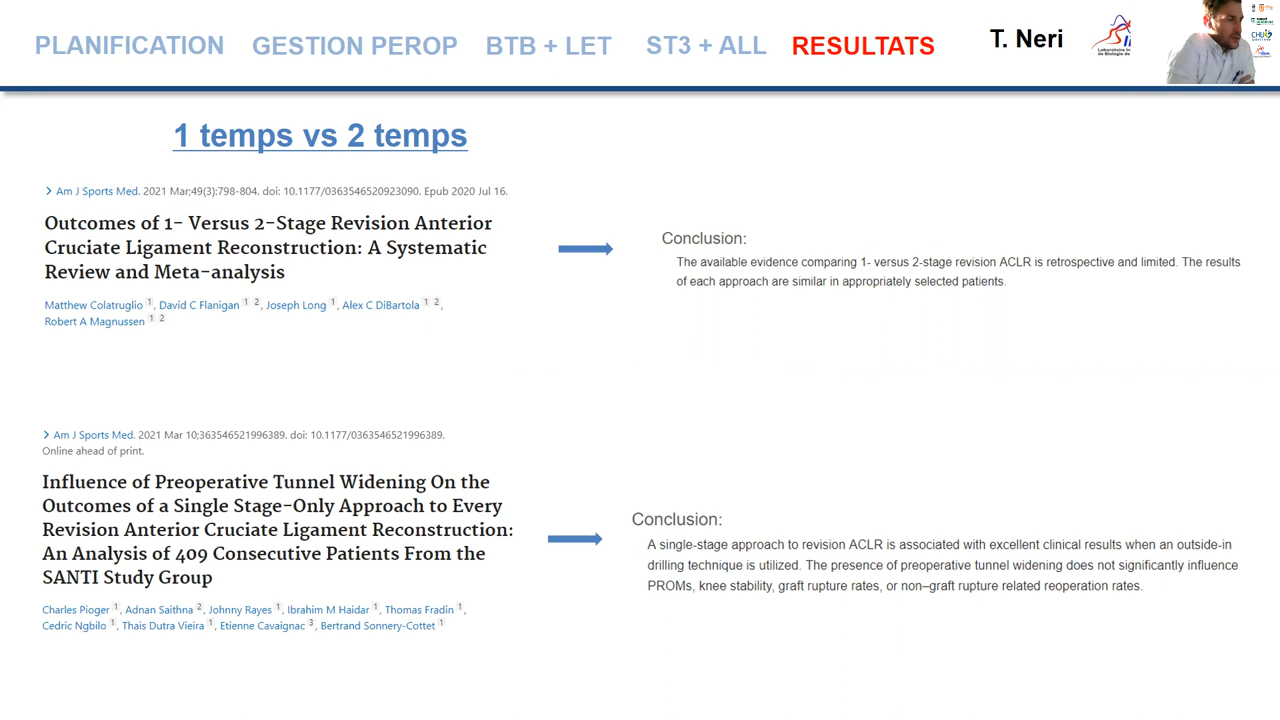 PLANIFICATION GESTION PEROP BTB + LET ST3 + ALL RESULTATS T. Neri
Laboratoire
de Biologie de
CHU
1 temps vs 2 temps
Am J Sports Med. 2021 Mar;49(3):798-804. doi: 10.1177/0363546520923090. Epub 2020 Jul 16.
Outcomes of 1- Versus 2-Stage Revision Anterior
Cruciate Ligament Reconstruction: A Systematic
Review and Meta-analysis
Matthew Colatruglio 1, David C Flanigan 1 2, Joseph Long 1, Alex C DiBartola 1 2,
Robert A Magnussen 1 2
Conclusion:
The available evidence comparing 1- versus 2-stage revision ACLR is retrospective and limited. The results
of each approach are similar in appropriately selected patients.
Am J Sports Med. 2021 Mar 10;363546521996389. doi: 10.1177/0363546521996389.
Online ahead of print.
Influence of Preoperative Tunnel Widening On the
Outcomes of a Single Stage-Only Approach to Every
Revision Anterior Cruciate Ligament Reconstruction:
An Analysis of 409 Consecutive Patients From the
SANTI Study Group
Charles Pioger 1, Adnan Saithna 2, Johnny Rayes 1, Ibrahim M Haidar 1, Thomas Fradin 1,
Cedric Ngbilo 1, Thais Dutra Vieira 1, Etienne Cavaignac 3, Bertrand Sonnery-Cottet 1
Conclusion:
A single-stage approach to revision ACLR is associated with excellent clinical results when an outside-in
drilling technique is utilized. The presence of preoperative tunnel widening does not significantly influence
PROMs, knee stability, graft rupture rates, or non–graft rupture related reoperation rates.